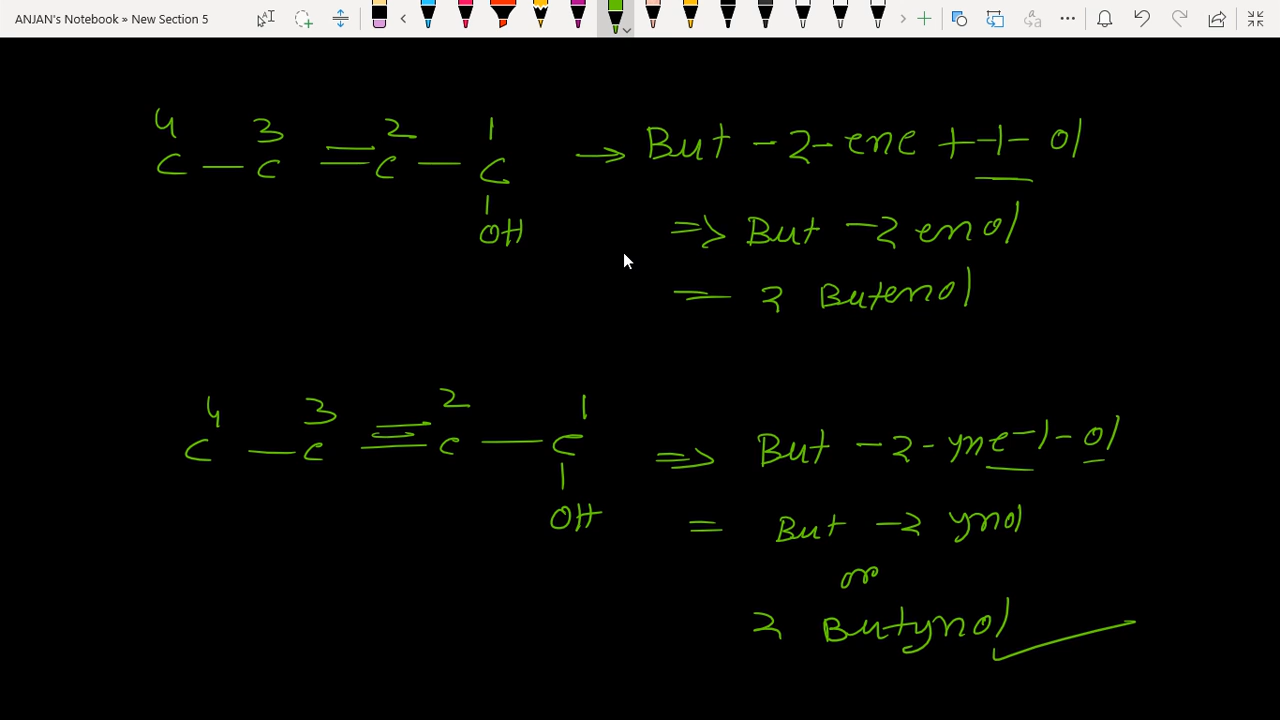 ANJAN's Notebook » New Section 5
4 3 2 1
C — C = C — C → But -2- ene + -1- ol
OH
=> But -2 enol
= 2 Butenol
4 3 2 1
C — C ≡ C — C => But -2- yne-1- ol
OH
= But -2 ynol
or
2 Butynol